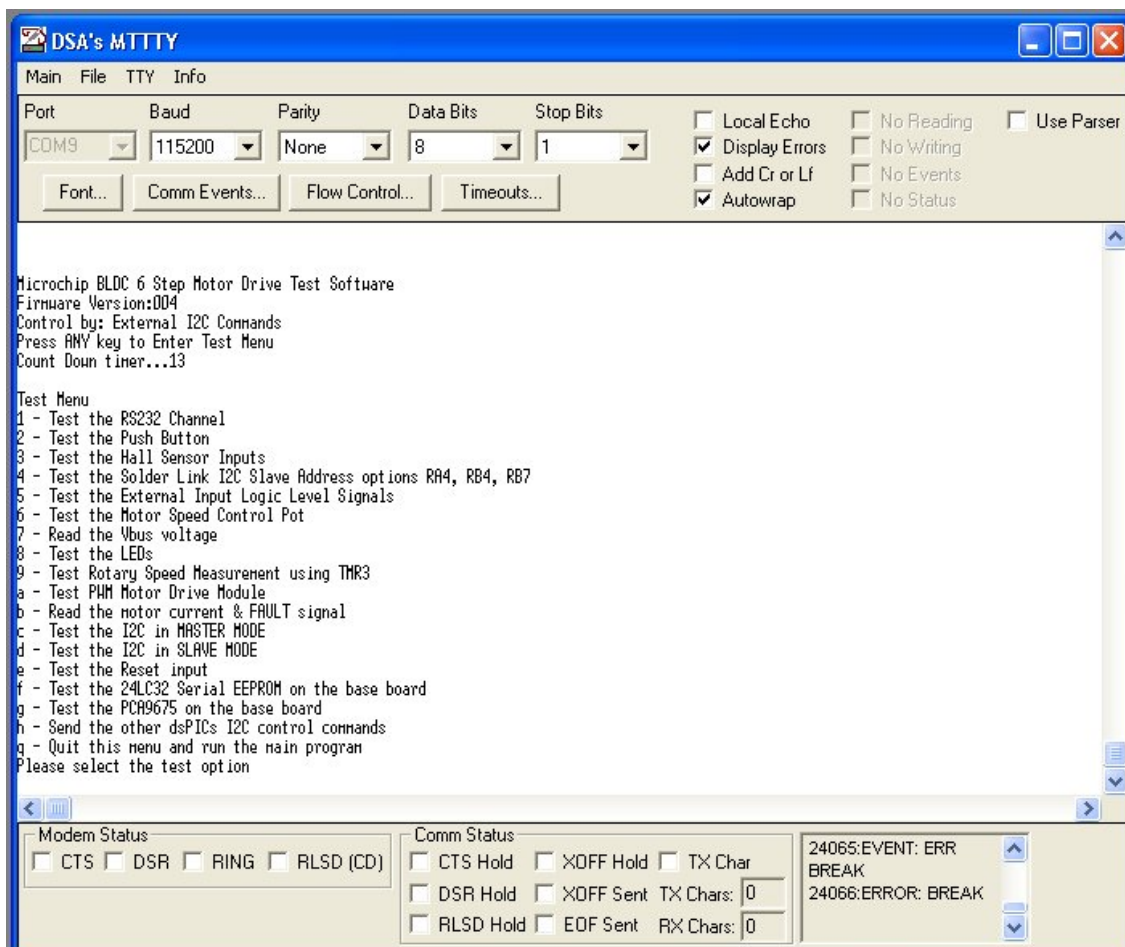 DSA's MTTTY
Main File TTY Info
Port Baud Parity Data Bits Stop Bits
COM9 115200 None 8 1
Font... Comm Events... Flow Control... Timeouts...
Local Echo No Reading Use Parser
Display Errors No Writing
Add Cr or Lf No Events
Autowrap No Status
Microchip BLDC 6 Step Motor Drive Test Software
Firmware Version:004
Control by: External I2C Commands
Press ANY key to Enter Test Menu
Count Down timer...13
Test Menu
1 - Test the RS232 Channel
2 - Test the Push Button
3 - Test the Hall Sensor Inputs
4 - Test the Solder Link I2C Slave Address options RA4, RB4, RB7
5 - Test the External Input Logic Level Signals
6 - Test the Motor Speed Control Pot
7 - Read the Vbus voltage
8 - Test the LEDs
9 - Test Rotary Speed Measurement using TMR3
a - Test PWM Motor Drive Module
b - Read the motor current & FAULT signal
c - Test the I2C in MASTER MODE
d - Test the I2C in SLAVE MODE
e - Test the Reset input
f - Test the 24LC32 Serial EEPROM on the base board
g - Test the PCA9675 on the base board
h - Send the other dsPICs I2C control commands
q - Quit this menu and run the main program
Please select the test option
Modem Status
CTS DSR RING RLSD (CD)
Comm Status
CTS Hold XOFF Hold TX Char
DSR Hold XOFF Sent TX Chars: 0
RLSD Hold EOF Sent RX Chars: 0
24065:EVENT: ERR
BREAK
24066:ERROR: BREAK